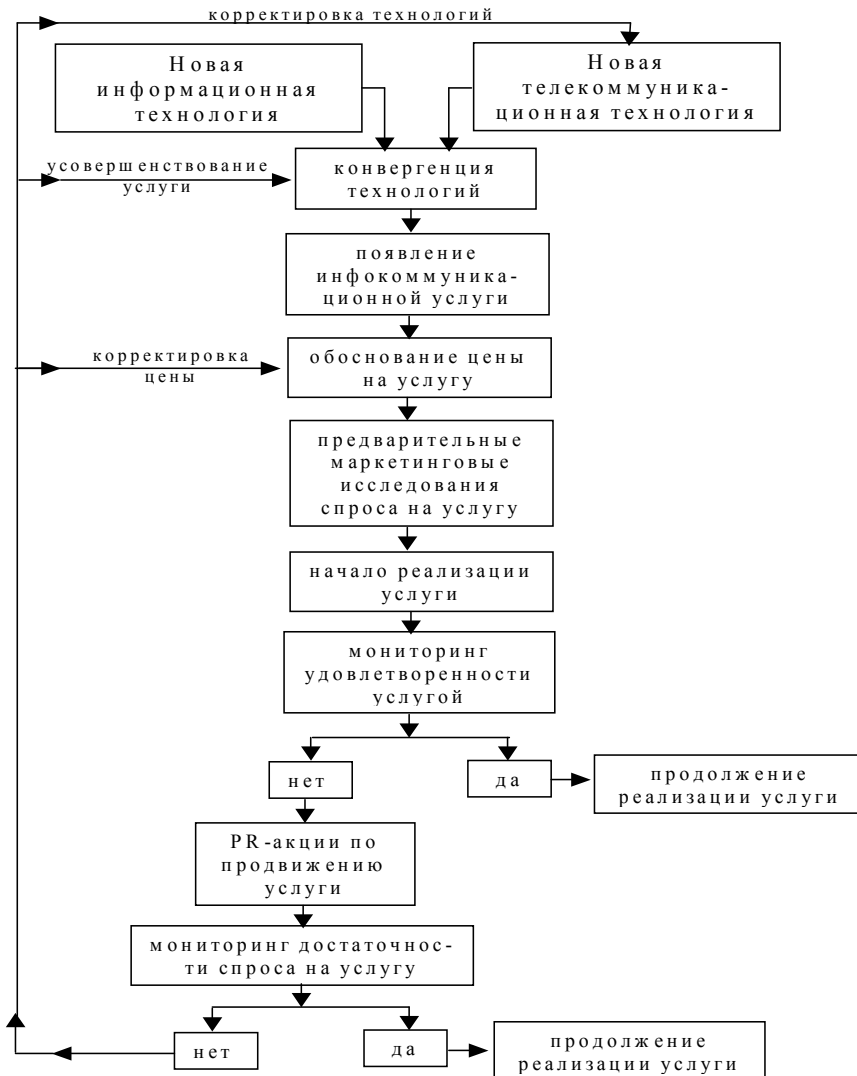 корректировка технологий
Новая
информационная
технология
Новая
телекоммуника-
ционная технология
усовершенствование
услуги
конвергенция
технологий
появление
инфокоммуника-
ционной услуги
корректировка
цены
обоснование цены
на услугу
предварительные
маркетинговые
исследования
спроса на услугу
начало реализации
услуги
мониторинг
удовлетворенности
услугой
нет
да
продолжение
реализации услуги
PR-акции по
продвижению
услуги
мониторинг достаточнос-
ти спроса на услугу
нет
да
продолжение
реализации услуги